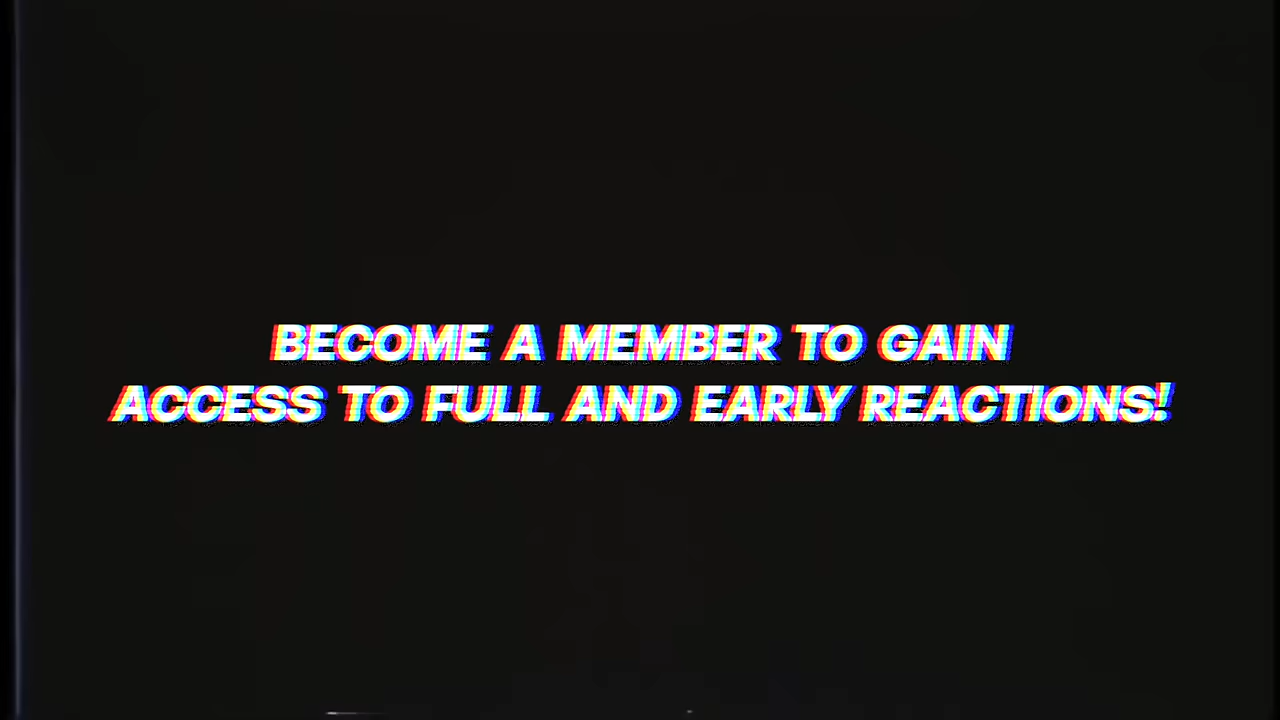 BECOME A MEMBER TO GAIN
ACCESS TO FULL AND EARLY REACTIONS!